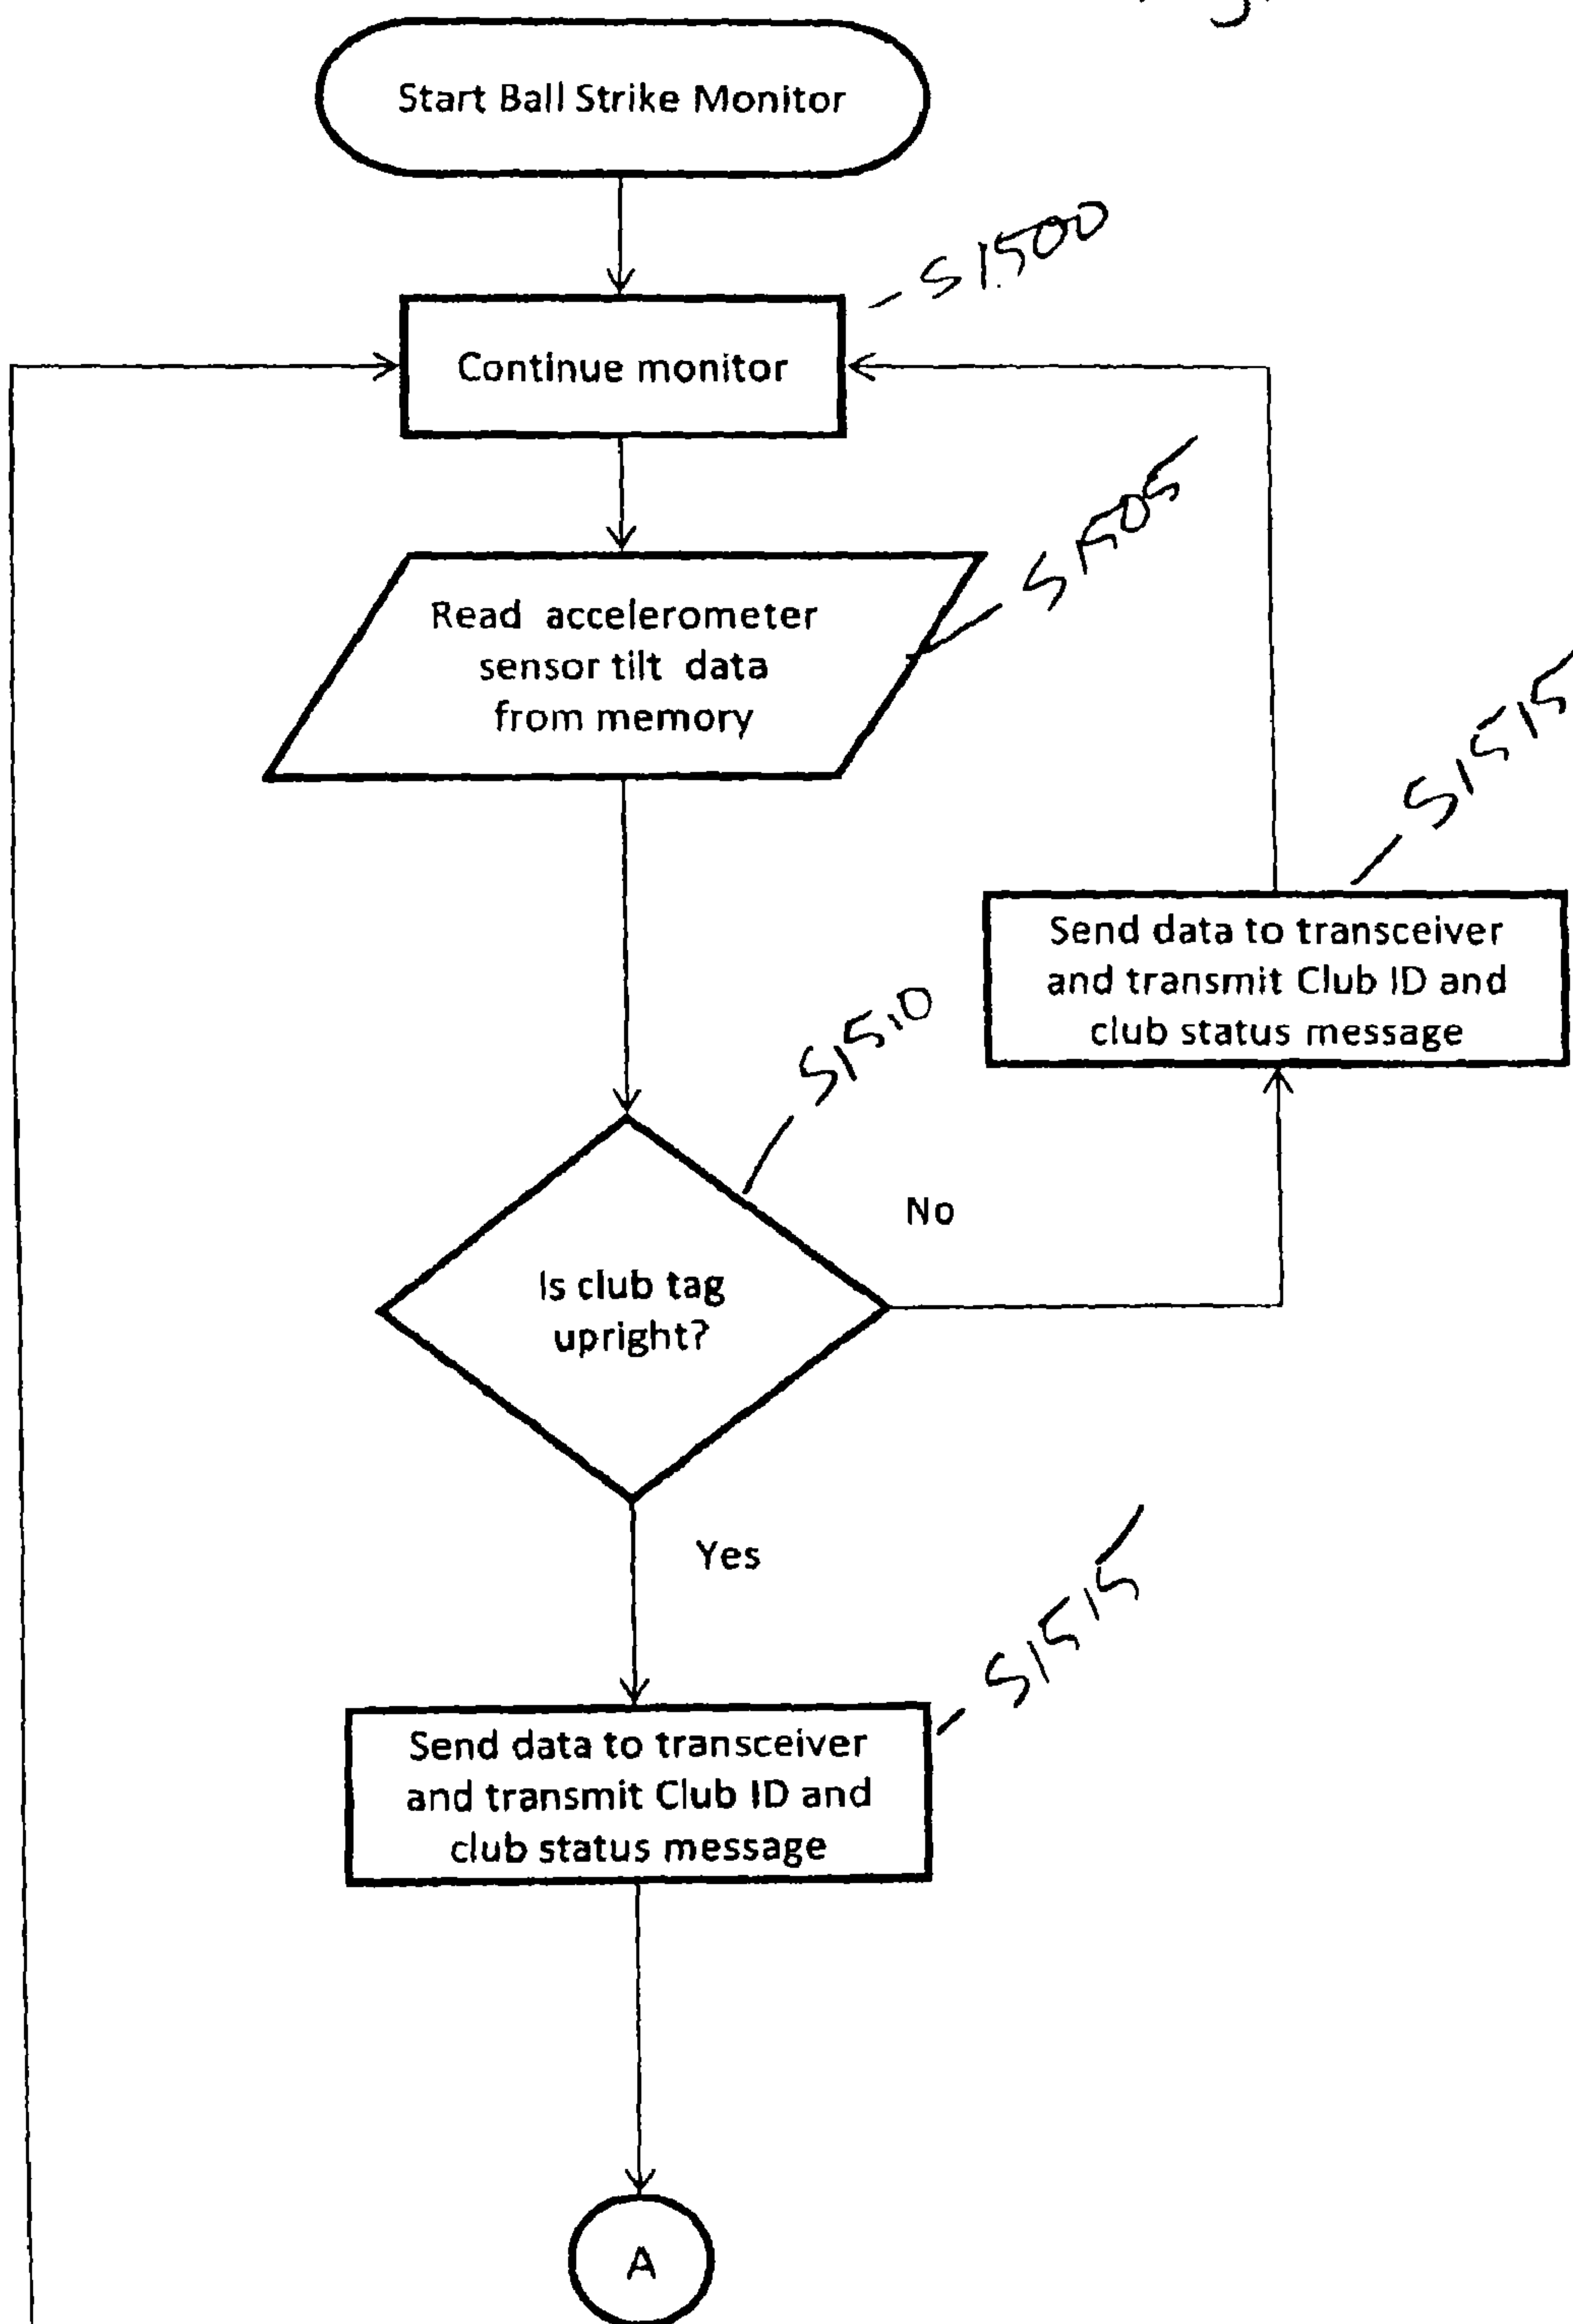 Start Ball Strike Monitor
S1500
Continue monitor
S1505
Read accelerometer
sensor tilt data
from memory
S1515
Send data to transceiver
and transmit Club ID and
club status message
S1510
No
Is club tag
upright?
Yes
S1515
Send data to transceiver
and transmit Club ID and
club status message
A